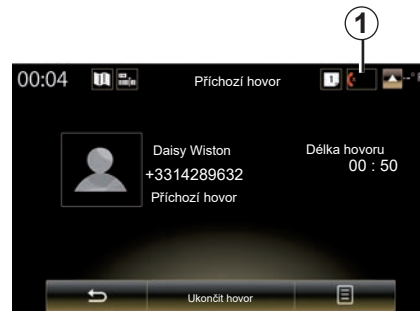 1
00:04
Příchozí hovor
1
--° F
Daisy Wiston
+3314289632
Příchozí hovor
Délka hovoru
00 : 50
Ukončit hovor